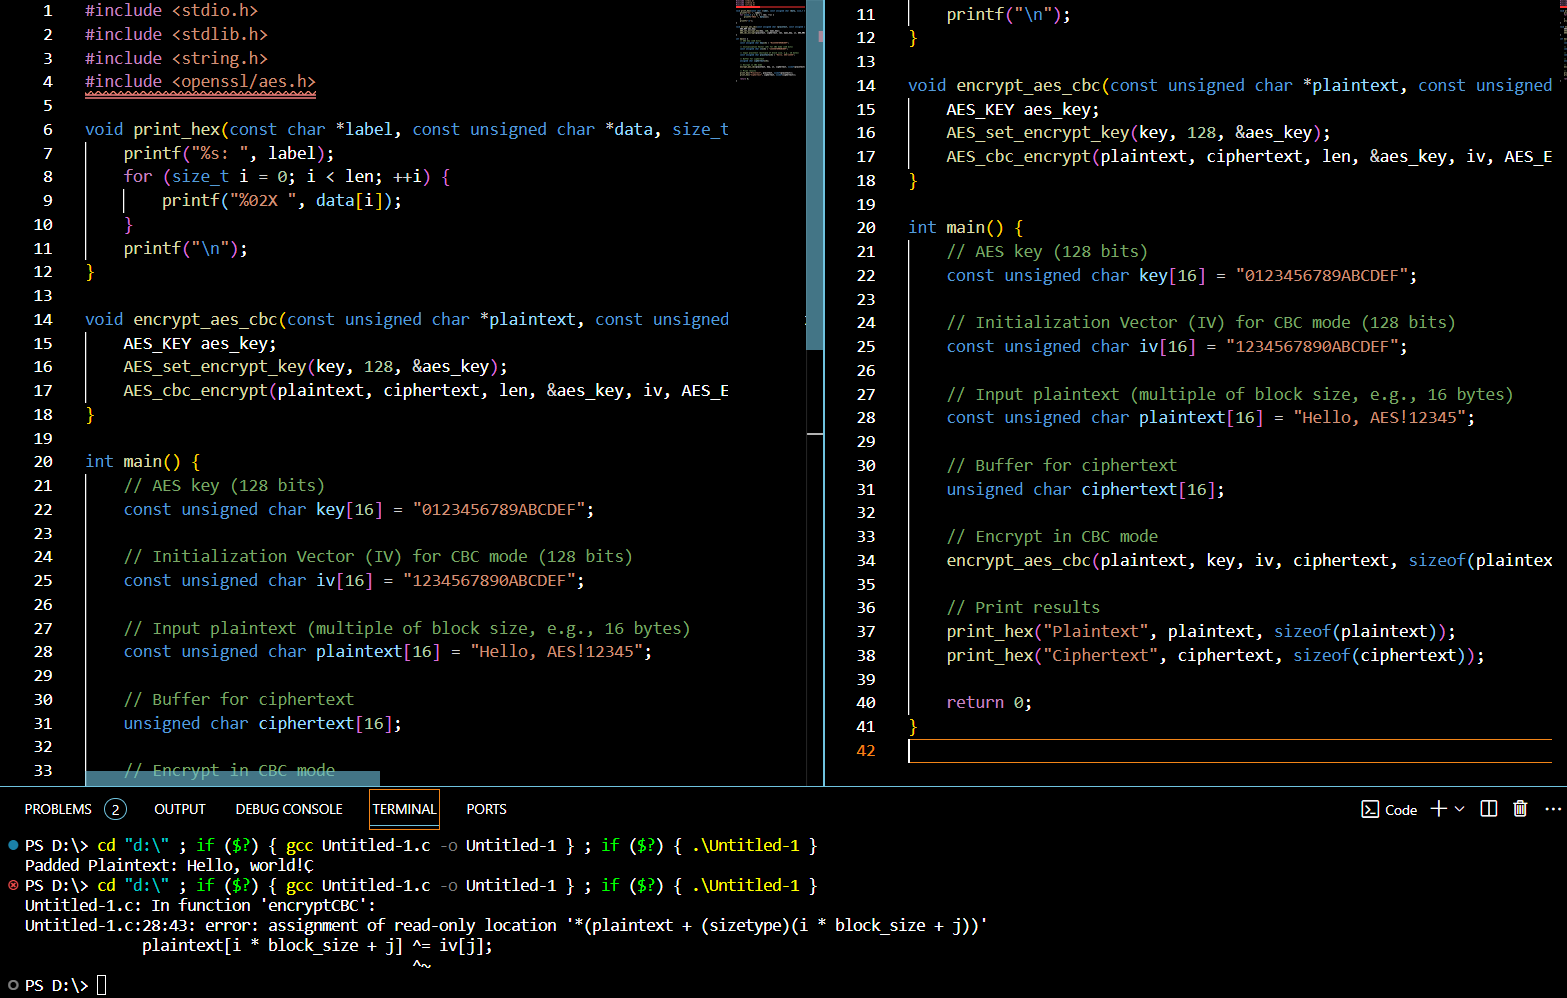 1 #include <stdio.h>
2 #include <stdlib.h>
3 #include <string.h>
4 #include <openssl/aes.h>
5
6 void print_hex(const char *label, const unsigned char *data, size_t
7 printf("%s: ", label);
8 for (size_t i = 0; i < len; ++i) {
9 printf("%02X ", data[i]);
10 }
11 printf("\n");
12 }
13
14 void encrypt_aes_cbc(const unsigned char *plaintext, const unsigned
15 AES_KEY aes_key;
16 AES_set_encrypt_key(key, 128, &aes_key);
17 AES_cbc_encrypt(plaintext, ciphertext, len, &aes_key, iv, AES_E
18 }
19
20 int main() {
21 // AES key (128 bits)
22 const unsigned char key[16] = "0123456789ABCDEF";
23
24 // Initialization Vector (IV) for CBC mode (128 bits)
25 const unsigned char iv[16] = "1234567890ABCDEF";
26
27 // Input plaintext (multiple of block size, e.g., 16 bytes)
28 const unsigned char plaintext[16] = "Hello, AES!12345";
29
30 // Buffer for ciphertext
31 unsigned char ciphertext[16];
32
33 // Encrypt in CBC mode
11 printf("\n");
12 }
13
14 void encrypt_aes_cbc(const unsigned char *plaintext, const unsigned
15 AES_KEY aes_key;
16 AES_set_encrypt_key(key, 128, &aes_key);
17 AES_cbc_encrypt(plaintext, ciphertext, len, &aes_key, iv, AES_E
18 }
19
20 int main() {
21 // AES key (128 bits)
22 const unsigned char key[16] = "0123456789ABCDEF";
23
24 // Initialization Vector (IV) for CBC mode (128 bits)
25 const unsigned char iv[16] = "1234567890ABCDEF";
26
27 // Input plaintext (multiple of block size, e.g., 16 bytes)
28 const unsigned char plaintext[16] = "Hello, AES!12345";
29
30 // Buffer for ciphertext
31 unsigned char ciphertext[16];
32
33 // Encrypt in CBC mode
34 encrypt_aes_cbc(plaintext, key, iv, ciphertext, sizeof(plaintex
35
36 // Print results
37 print_hex("Plaintext", plaintext, sizeof(plaintext));
38 print_hex("Ciphertext", ciphertext, sizeof(ciphertext));
39
40 return 0;
41 }
42
PROBLEMS 2 OUTPUT DEBUG CONSOLE TERMINAL PORTS Code
PS D:\> cd "d:\" ; if ($?) { gcc Untitled-1.c -o Untitled-1 } ; if ($?) { .\Untitled-1 }
Padded Plaintext: Hello, world!Ç
PS D:\> cd "d:\" ; if ($?) { gcc Untitled-1.c -o Untitled-1 } ; if ($?) { .\Untitled-1 }
Untitled-1.c: In function 'encryptCBC':
Untitled-1.c:28:43: error: assignment of read-only location '*(plaintext + (sizetype)(i * block_size + j))'
plaintext[i * block_size + j] ^= iv[j];
^~
PS D:\>